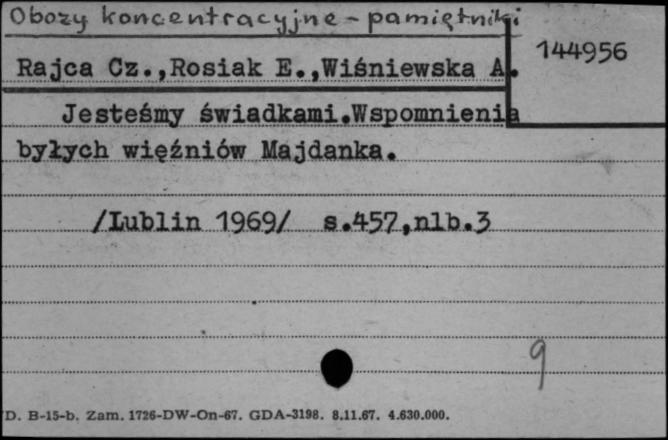 Obozy koncentracyjne - pamiętniki
144956
Rajca Cz.,Rosiak E.,Wiśniewska A.
Jesteśmy świadkami.Wspomnienia
byłych więźniów Majdanka.
/Lublin 1969/ s.457,nlb.3
9
D. B-15-b. Zam. 1726-DW-On-67. GDA-3198. 8.11.67. 4.630.000.